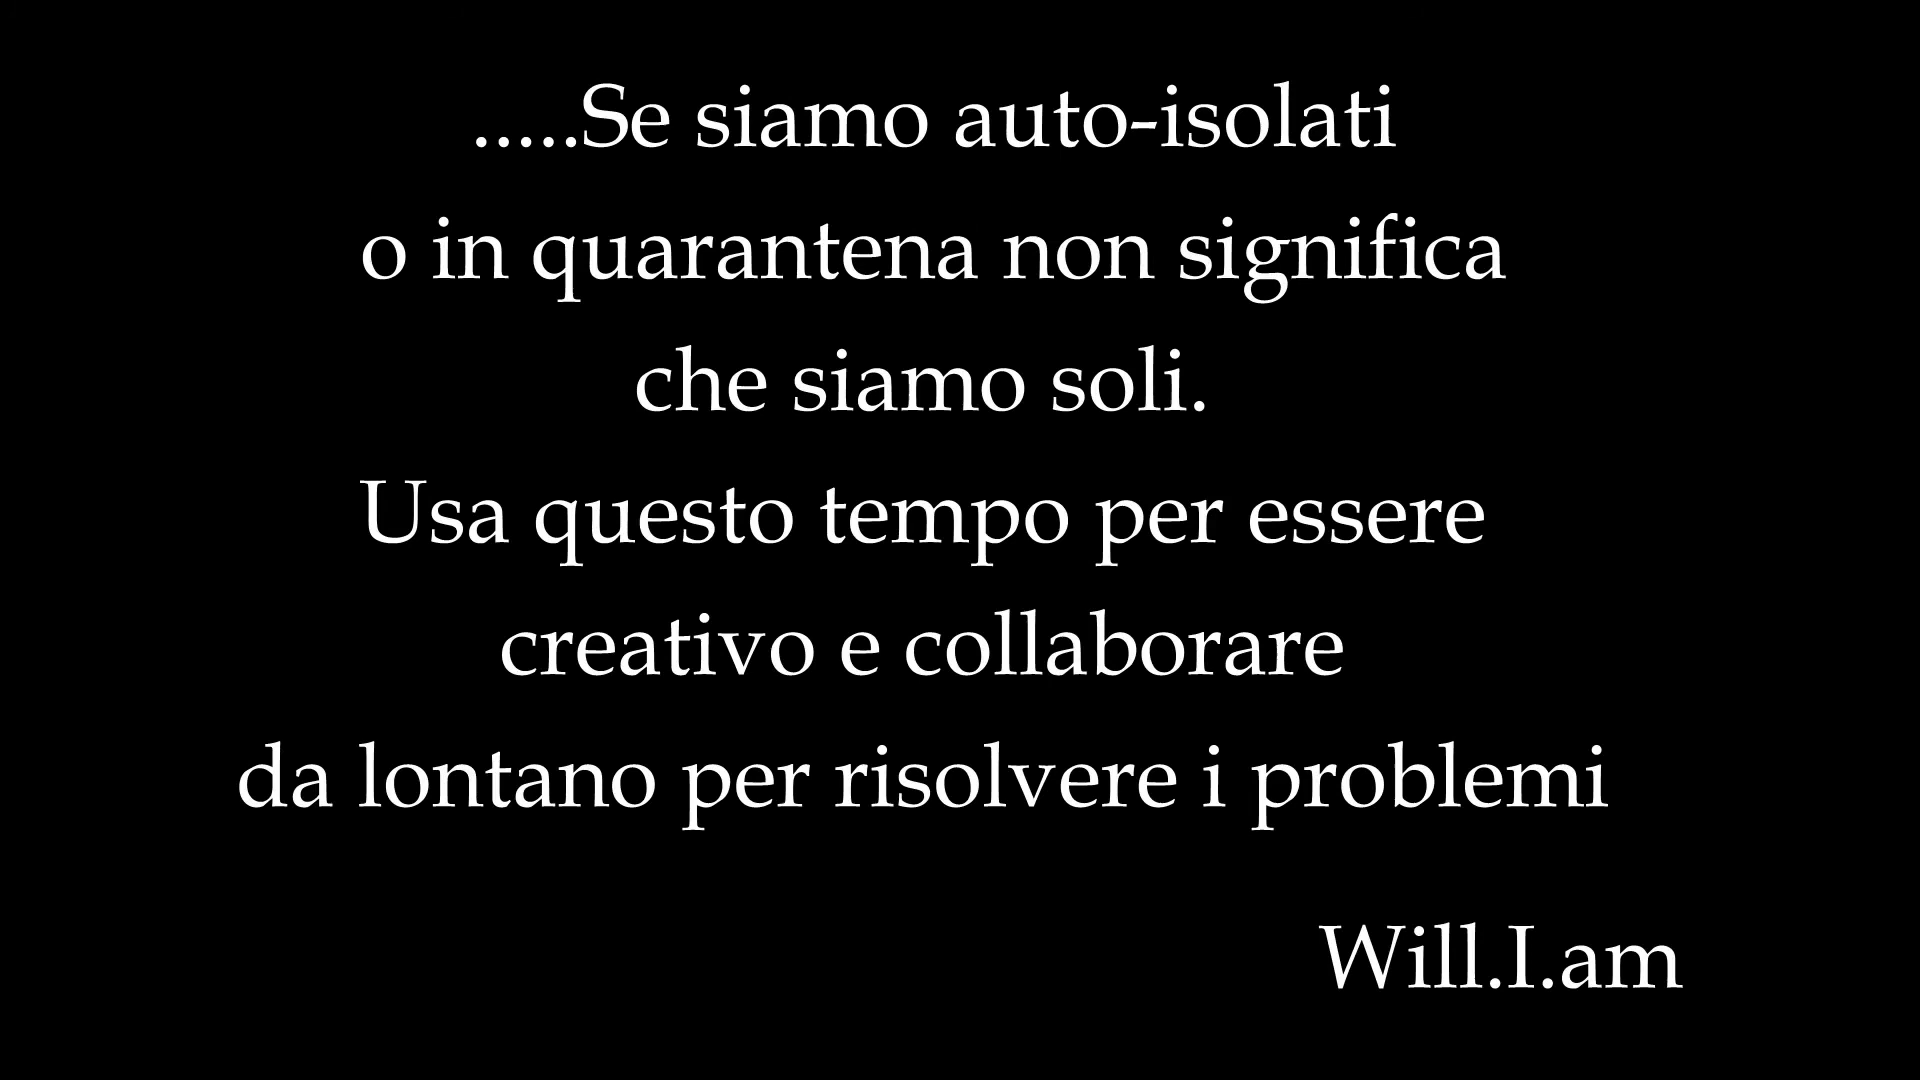 .....Se siamo auto-isolati
o in quarantena non significa
che siamo soli.
Usa questo tempo per essere
creativo e collaborare
da lontano per risolvere i problemi
Will.I.am